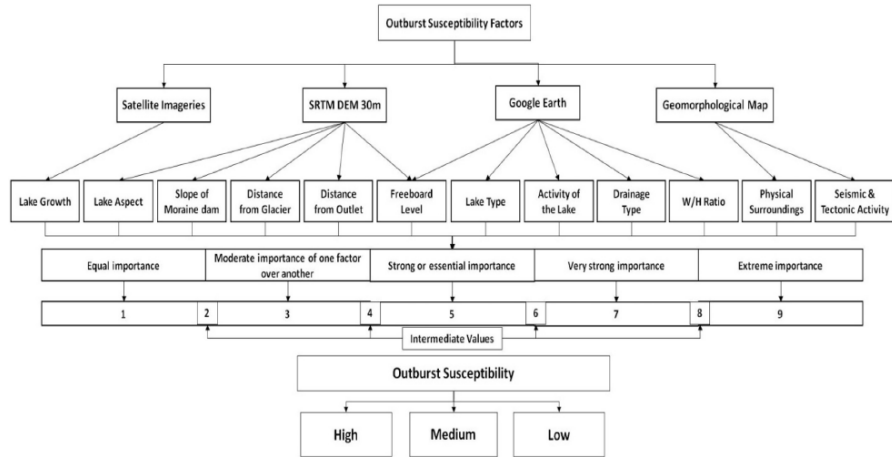 Outburst Susceptibility Factors
Satellite Imageries
SRTM DEM 30m
Google Earth
Geomorphological Map
Lake Growth
Lake Aspect
Slope of
Moraine dam
Distance
from Glacier
Distance
from Outlet
Freeboard
Level
Lake Type
Activity of
the Lake
Drainage
Type
W/H Ratio
Physical
Surroundings
Seismic &
Tectonic Activity
Equal importance
Moderate importance of one factor
over another
Strong or essential importance
Very strong importance
Extreme importance
1 2 3 4 5 6 7 8 9
Intermediate Values
Outburst Susceptibility
High
Medium
Low